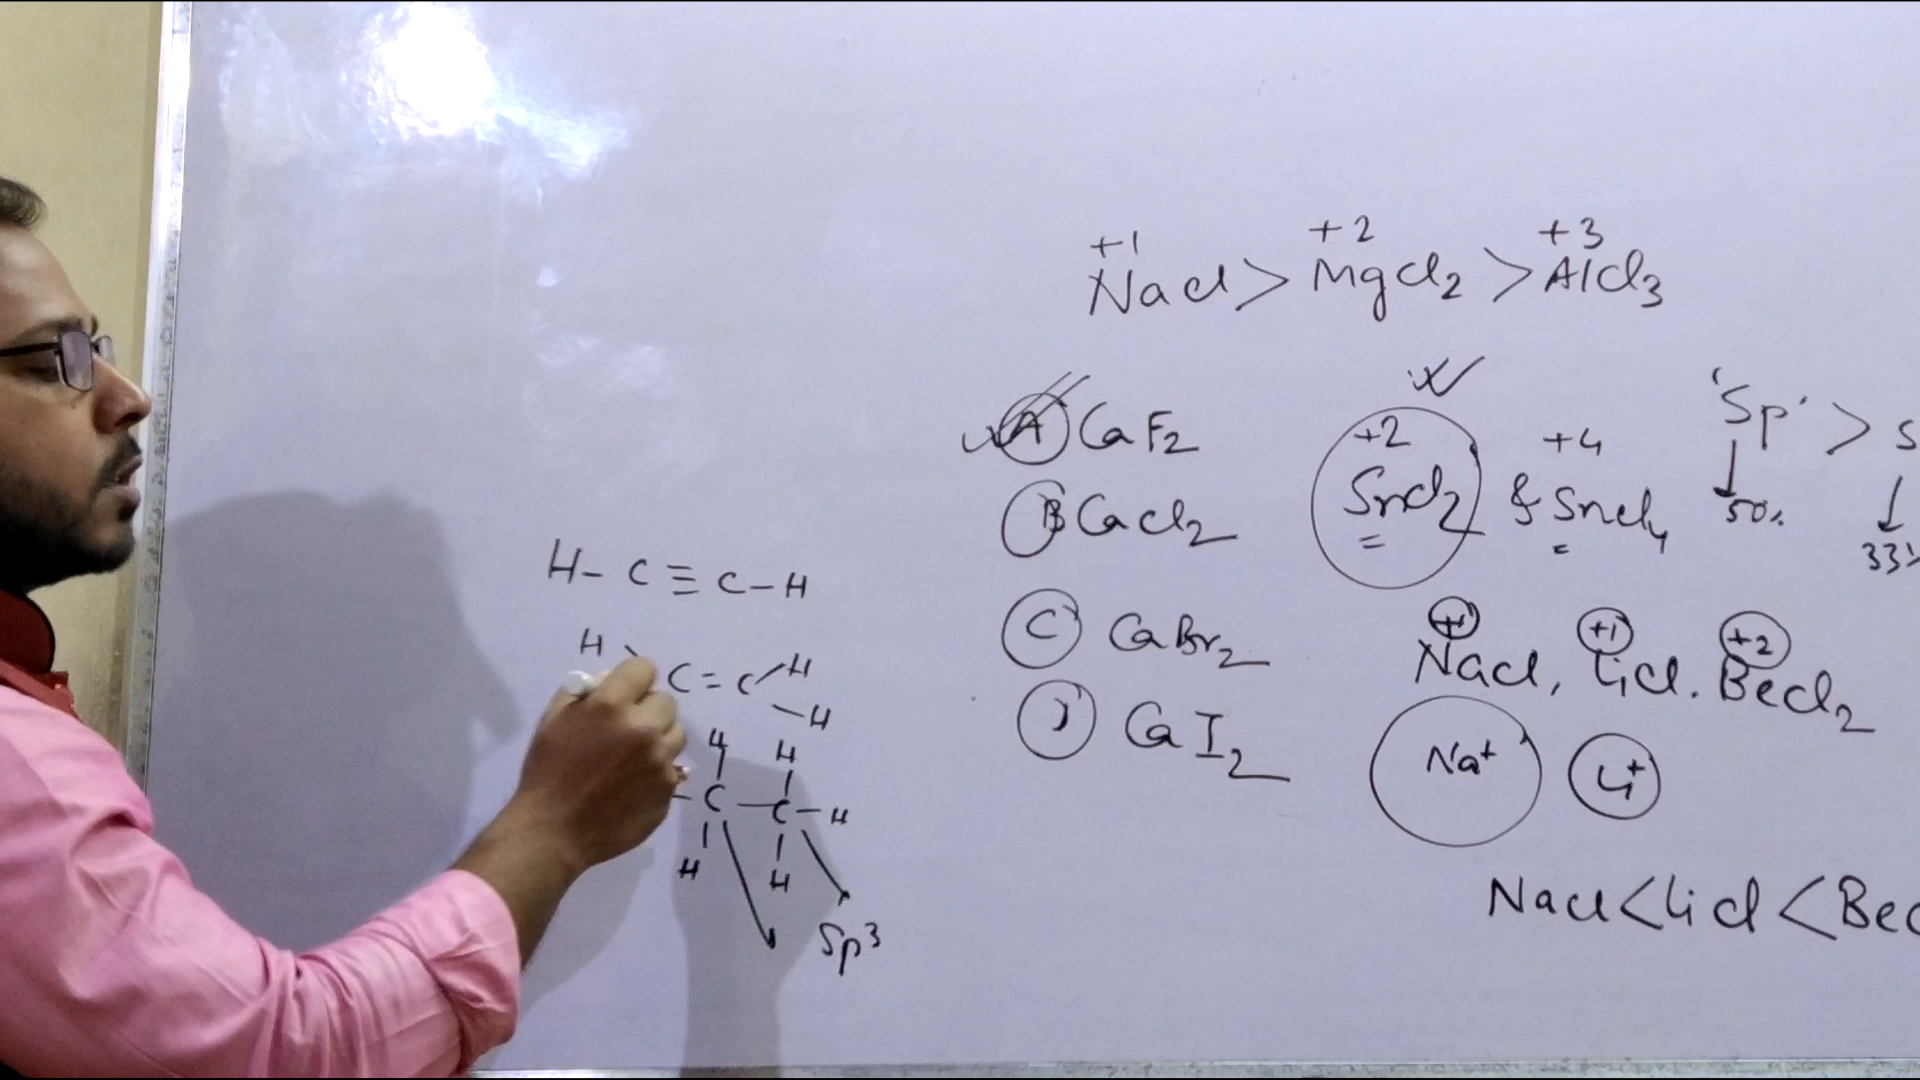 +1 +2 +3
NaCl > MgCl2 > AlCl3
A CaF2
B CaCl2
C CaBr2
CaI2
+2 +4
SnCl2 & SnCl4
'Sp' > S
50%
33%
+1 +1 +2
NaCl, LiCl. BeCl2
Na+ Li+
NaCl < LiCl < BeC
H - C ≡ C - H
H
C = C H
H
H H
- C - C - H
H H
Sp3